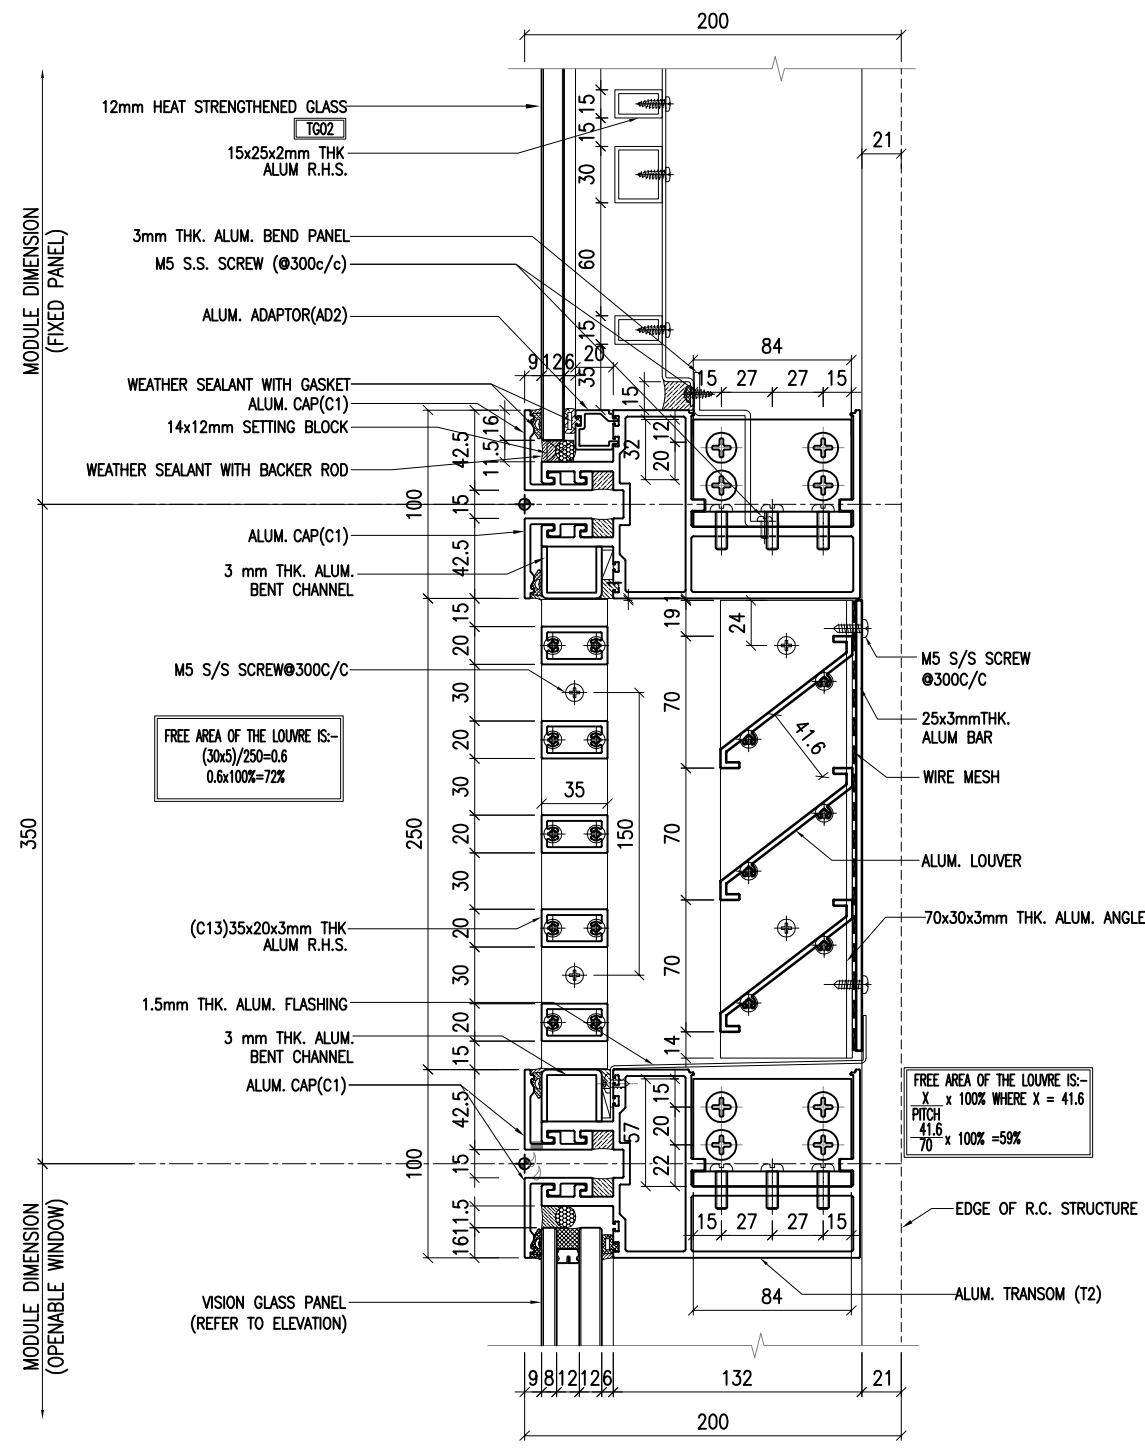 200
12mm HEAT STRENGTHENED GLASS
TG02
15x25x2mm THK
ALUM R.H.S.
15
15
30
60
15
21
MODULE DIMENSION
(FIXED PANEL)
3mm THK. ALUM. BEND PANEL
M5 S.S. SCREW (@300c/c)
ALUM. ADAPTOR(AD2)
9 12 6 20
35
15
84
15 27 27 15
WEATHER SEALANT WITH GASKET
ALUM. CAP(C1)
14x12mm SETTING BLOCK
WEATHER SEALANT WITH BACKER ROD
16
11.5
42.5
100
15
42.5
32
12
20
ALUM. CAP(C1)
3 mm THK. ALUM.
BENT CHANNEL
15
20
30
20
30
20
30
20
30
20
15
19
1
24
70
70
70
14
M5 S/S SCREW@300C/C
M5 S/S SCREW
@300C/C
25x3mmTHK.
ALUM BAR
WIRE MESH
41.6
FREE AREA OF THE LOUVRE IS:-
(30x5)/250=0.6
0.6x100%=72%
35
150
250
350
ALUM. LOUVER
70x30x3mm THK. ALUM. ANGLE
(C13)35x20x3mm THK
ALUM R.H.S.
1.5mm THK. ALUM. FLASHING
3 mm THK. ALUM.
BENT CHANNEL
ALUM. CAP(C1)
42.5
100
15
11.5
16
57
15
20
22
FREE AREA OF THE LOUVRE IS:-
X x 100% WHERE X = 41.6
PITCH
41.6 x 100% =59%
70
15 27 27 15
84
EDGE OF R.C. STRUCTURE
ALUM. TRANSOM (T2)
MODULE DIMENSION
(OPENABLE WINDOW)
VISION GLASS PANEL
(REFER TO ELEVATION)
9 8 12 12 6 132 21
200